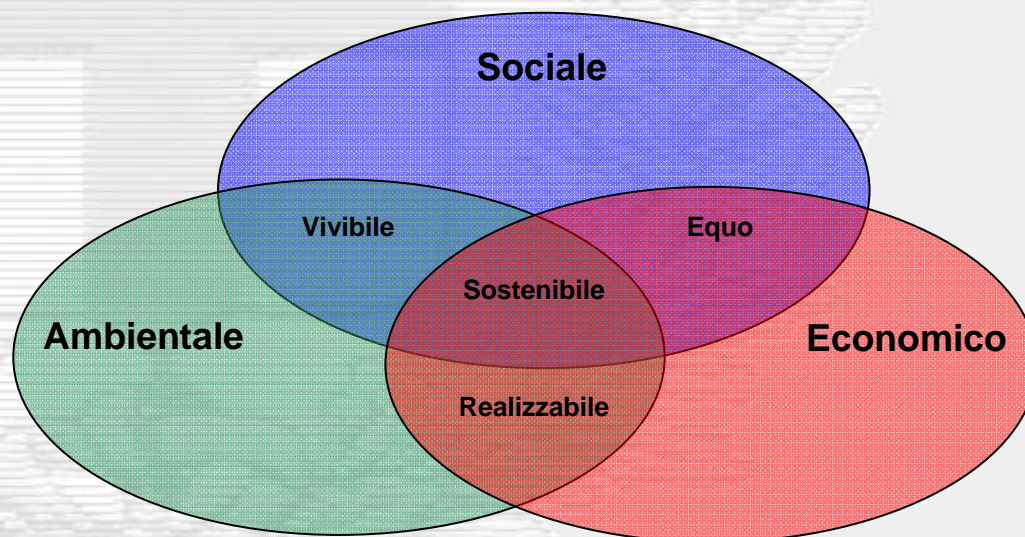 Sociale
Vivibile
Equo
Sostenibile
Ambientale
Economico
Realizzabile